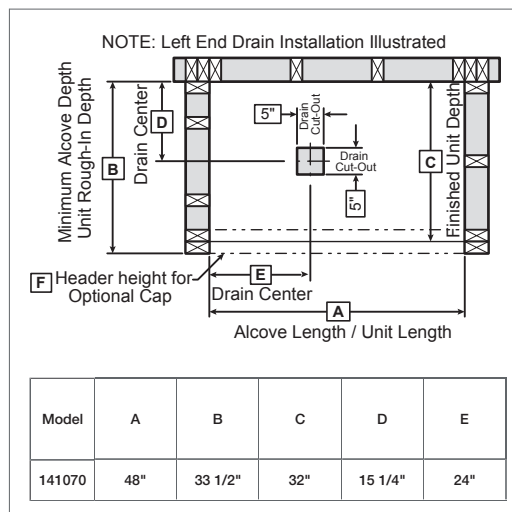 NOTE: Left End Drain Installation Illustrated
Minimum Alcove Depth
Unit Rough-In Depth
B
Drain Center
D
5"
Drain
Cut-Out
Drain
Cut-Out
5"
C
Finished Unit Depth
F Header height for
Optional Cap
E
Drain Center
A
Alcove Length / Unit Length
Model A B C D E
141070 48" 33 1/2" 32" 15 1/4" 24"